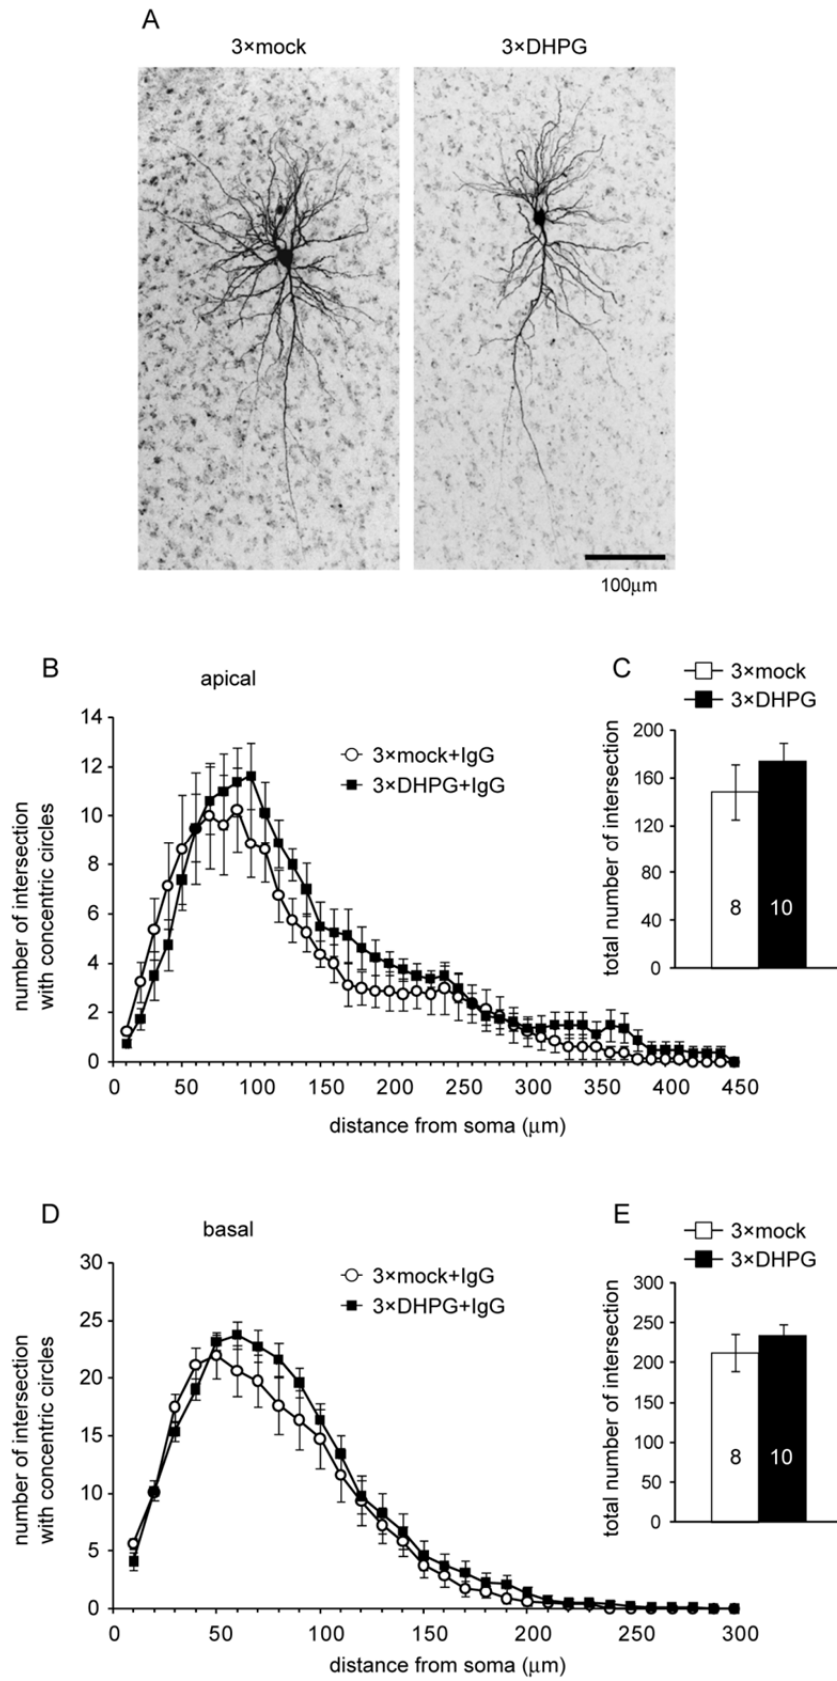 A
3×mock
3×DHPG
100μm
B
apical
3×mock+IgG
3×DHPG+IgG
number of intersection
with concentric circles
14
12
10
8
6
4
2
0
0
50
100
150
200
250
300
350
400
450
distance from soma (μm)
C
3×mock
3×DHPG
total number of intersection
200
160
120
80
40
0
8
10
D
basal
3×mock+IgG
3×DHPG+IgG
number of intersection
with concentric circles
30
25
20
15
10
5
0
0
50
100
150
200
250
300
distance from soma (μm)
E
3×mock
3×DHPG
total number of intersection
300
250
200
150
100
50
0
8
10